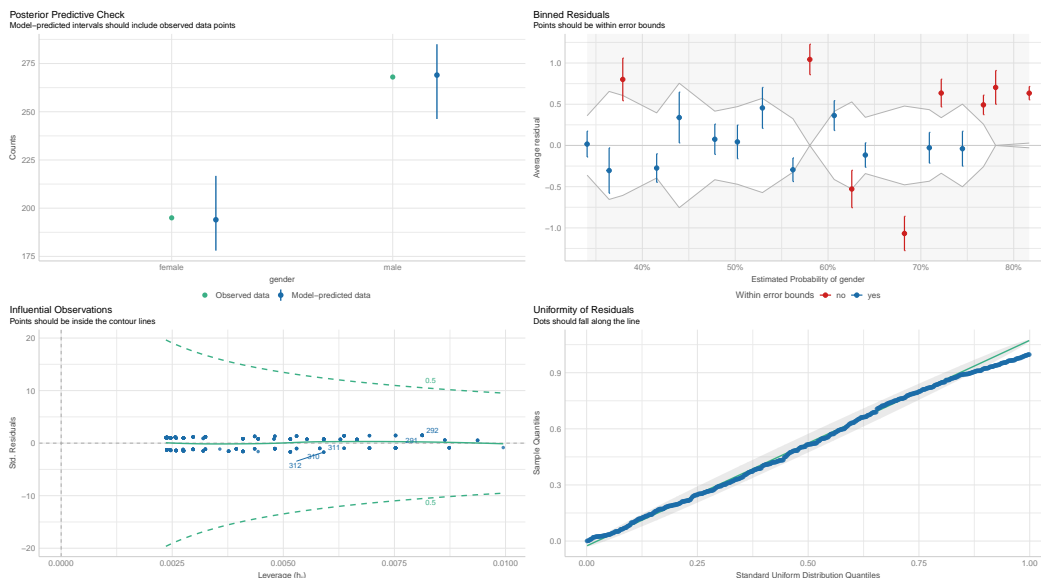 Posterior Predictive Check
Model−predicted intervals should include observed data points
275
250
225
200
175
Counts
female
male
gender
Observed data
Model−predicted data
Binned Residuals
Points should be within error bounds
1.0
0.5
0.0
−0.5
−1.0
Average residual
40%
50%
60%
70%
80%
Estimated Probability of gender
Within error bounds
no
yes
Influential Observations
Points should be inside the contour lines
20
10
0
−10
−20
Std. Residuals
0.5
292
291
311
310
312
0.5
0.0000
0.0025
0.0050
0.0075
0.0100
Leverage (hᵢᵢ)
Uniformity of Residuals
Dots should fall along the line
0.9
0.6
0.3
0.0
Sample Quantiles
0.00
0.25
0.50
0.75
1.00
Standard Uniform Distribution Quantiles